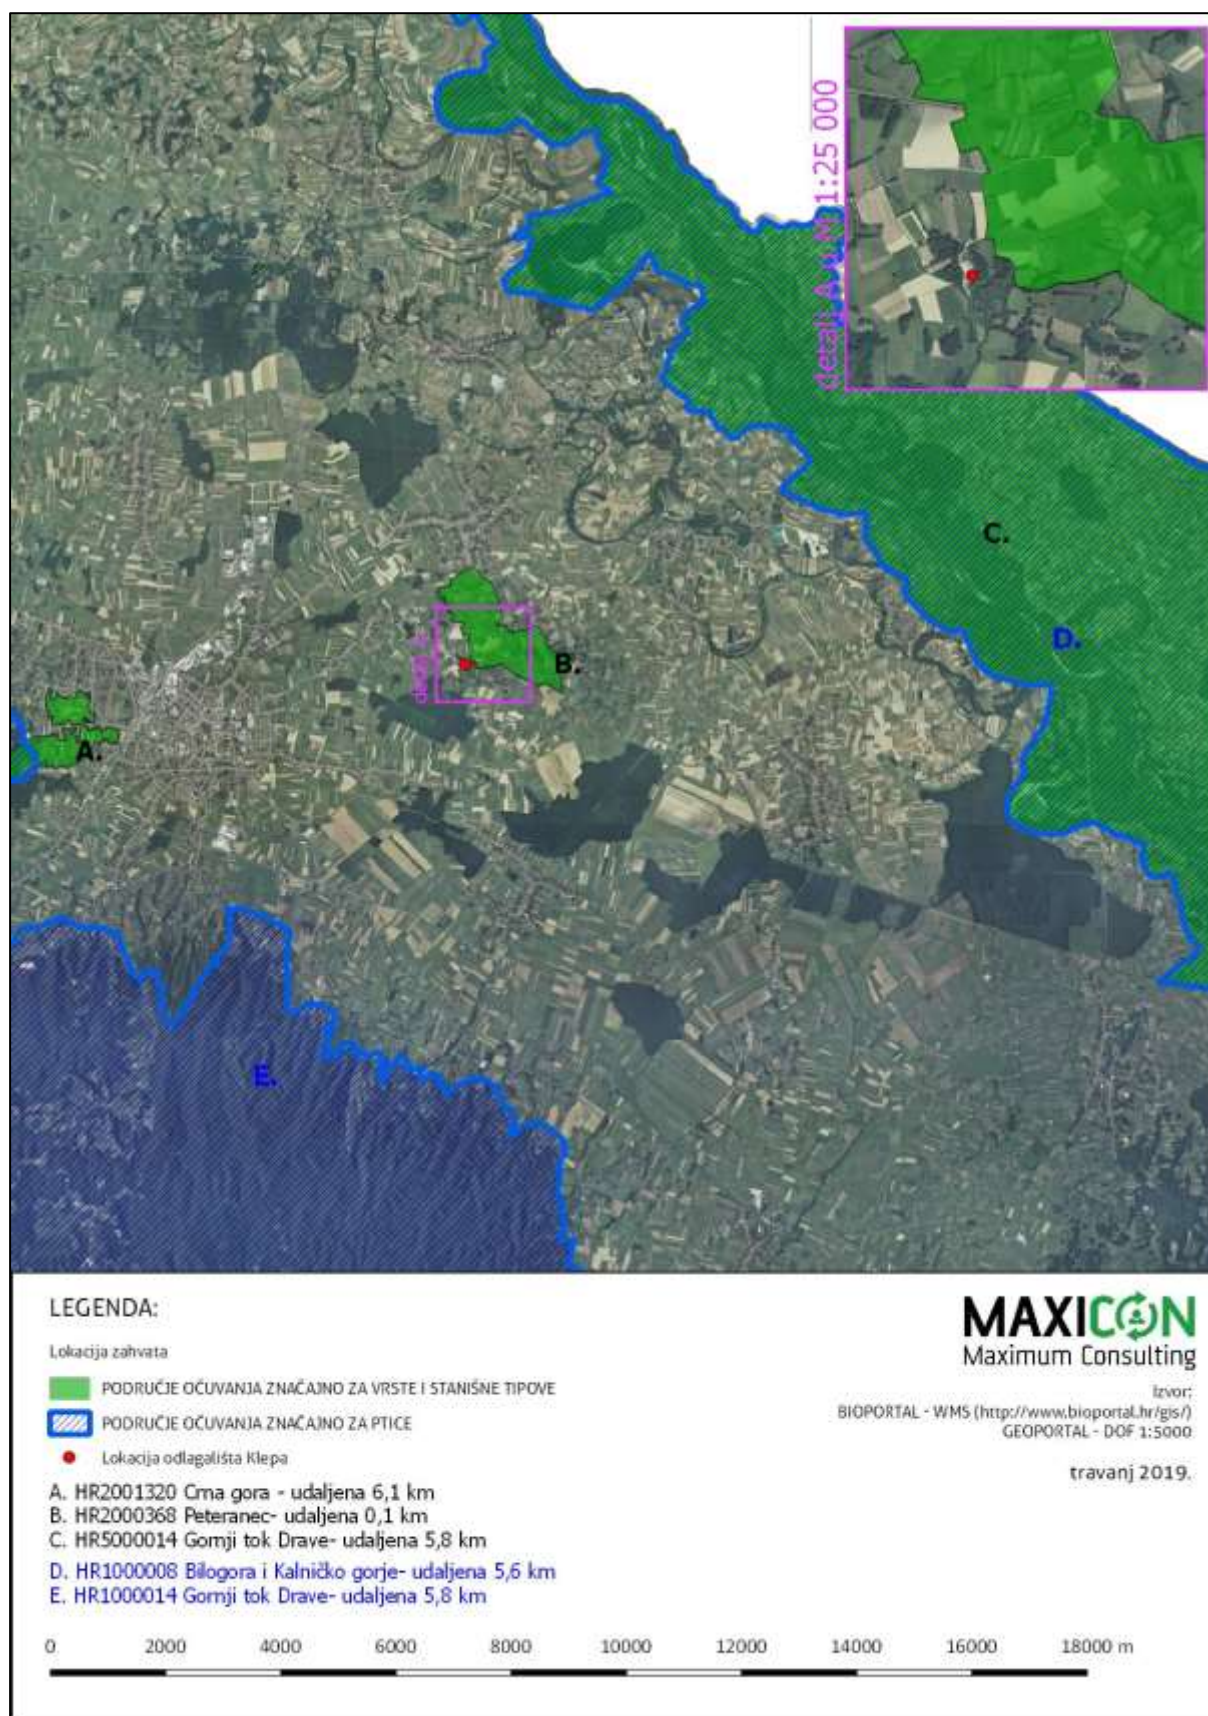 detalj A u M 1:25 000
C.
D.
detalj A
B.
A.
E.
LEGENDA:
Lokacija zahvata
PODRUČJE OČUVANJA ZNAČAJNO ZA VRSTE I STANIŠNE TIPOVE
PODRUČJE OČUVANJA ZNAČAJNO ZA PTICE
Lokacija odlagališta Klepa
A. HR2001320 Crna gora - udaljena 6,1 km
B. HR2000368 Peteranec- udaljena 0,1 km
C. HR5000014 Gornji tok Drave- udaljena 5,8 km
D. HR1000008 Bilogora i Kalničko gorje- udaljena 5,6 km
E. HR1000014 Gornji tok Drave- udaljena 5,8 km
MAXICON
Maximum Consulting
Izvor:
BIOPORTAL - WMS (http://www.bioportal.hr/gis/)
GEOPORTAL - DOF 1:5000
travanj 2019.
0 2000 4000 6000 8000 10000 12000 14000 16000 18000 m